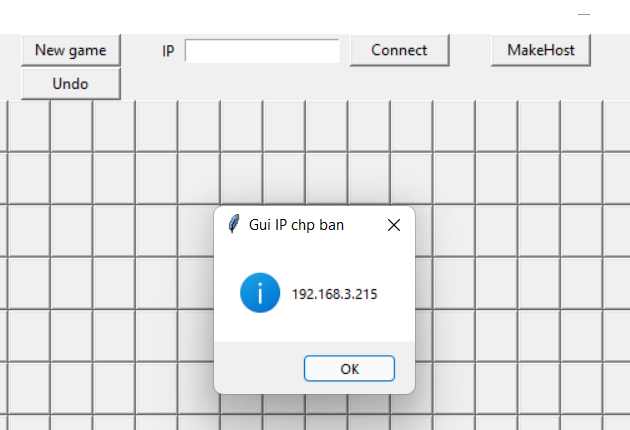 New game
IP
Connect
MakeHost
Undo
Gui IP chp ban
192.168.3.215
OK